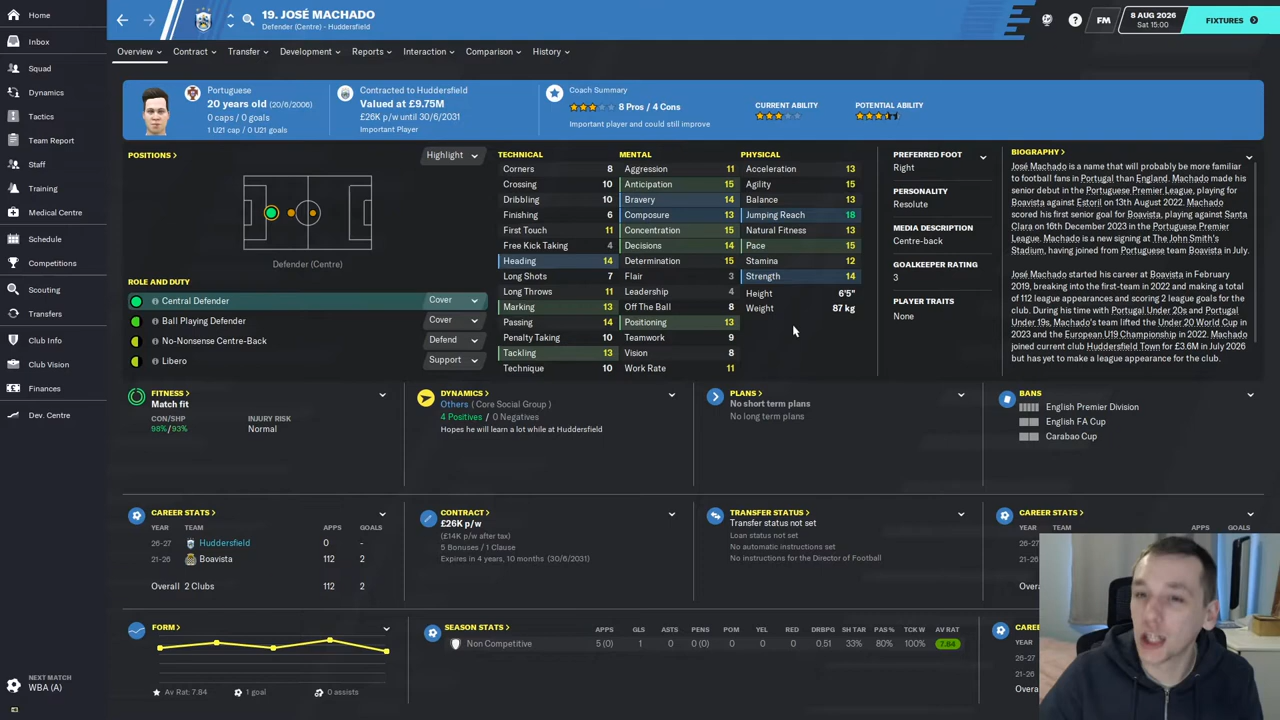 Home
Inbox
Squad
Dynamics
Tactics
Team Report
Staff
Training
Medical Centre
Schedule
Competitions
Scouting
Transfers
Club Info
Club Vision
Finances
Dev. Centre
NEXT MATCH
WBA (A)
19. JOSÉ MACHADO
Defender (Centre) - Huddersfield
FM
8 AUG 2026
Sat 15:00
FIXTURES
Overview
Contract
Transfer
Development
Reports
Interaction
Comparison
History
Portuguese
20 years old (20/6/2006)
0 caps / 0 goals
1 U21 cap / 0 U21 goals
Contracted to Huddersfield
Valued at £9.75M
£26K p/w until 30/6/2031
Important Player
Coach Summary
8 Pros / 4 Cons
Important player and could still improve
CURRENT ABILITY
POTENTIAL ABILITY
POSITIONS
Highlight
Defender (Centre)
ROLE AND DUTY
Central Defender Cover
Ball Playing Defender Cover
No-Nonsense Centre-Back Defend
Libero Support
TECHNICAL
Corners 8
Crossing 10
Dribbling 10
Finishing 6
First Touch 11
Free Kick Taking 4
Heading 14
Long Shots 7
Long Throws 11
Marking 13
Passing 14
Penalty Taking 10
Tackling 13
Technique 10
MENTAL
Aggression 11
Anticipation 15
Bravery 14
Composure 13
Concentration 15
Decisions 14
Determination 15
Flair 3
Leadership 4
Off The Ball 8
Positioning 13
Teamwork 9
Vision 8
Work Rate 11
PHYSICAL
Acceleration 13
Agility 15
Balance 13
Jumping Reach 18
Natural Fitness 13
Pace 15
Stamina 12
Strength 14
Height 6'5"
Weight 87 kg
PREFERRED FOOT
Right
PERSONALITY
Resolute
MEDIA DESCRIPTION
Centre-back
GOALKEEPER RATING
3
PLAYER TRAITS
None
BIOGRAPHY
José Machado is a name that will probably be more familiar
to football fans in Portugal than England. Machado made his
senior debut in the Portuguese Premier League, playing for
Boavista against Estoril on 13th August 2022. Machado
scored his first senior goal for Boavista, playing against Santa
Clara on 16th December 2023 in the Portuguese
Premier League. Machado is a new signing at The John Smith's
Stadium, having joined from Portuguese team Boavista in July.
José Machado started his career at Boavista in February
2019, breaking into the first-team in 2022 and making a
total of 112 league appearances and scoring 2 league goals for
the club. During his time with Portugal Under 20s and Portugal
Under 19s, Machado's team lifted the Under 20 World Cup in
2023 and the European U19 Championship in 2022. Machado
joined current club Huddersfield Town for £3.6M in July 2026
but has yet to make a league appearance for the club.
FITNESS
Match fit
CON/SHP
98%/93%
INJURY RISK
Normal
DYNAMICS
Others ( Core Social Group )
4 Positives / 0 Negatives
Hopes he will learn a lot while at Huddersfield
PLANS
No short term plans
No long term plans
BANS
English Premier Division
English FA Cup
Carabao Cup
CAREER STATS
YEAR TEAM APPS GOALS
26-27 Huddersfield 0 -
21-26 Boavista 112 2
Overall 2 Clubs 112 2
CONTRACT
£26K p/w
(£14K p/w after tax)
5 Bonuses / 1 Clause
Expires in 4 years, 10 months (30/6/2031)
TRANSFER STATUS
Transfer status not set
Loan status not set
No automatic instructions set
No instructions for the Director of Football
CAREER STATS
YEAR TEAM APPS GOALS
26-27
21-26
FORM
Av Rat: 7.84 1 goal 0 assists
SEASON STATS
APPS GLS ASTS PENS POM YEL RED DRBPG SH TAR PAS % TCK W AV RAT
Non Competitive 5 (0) 1 0 0 (0) 0 0 0 0.51 33% 80% 100% 7.84
YEAR
26-27